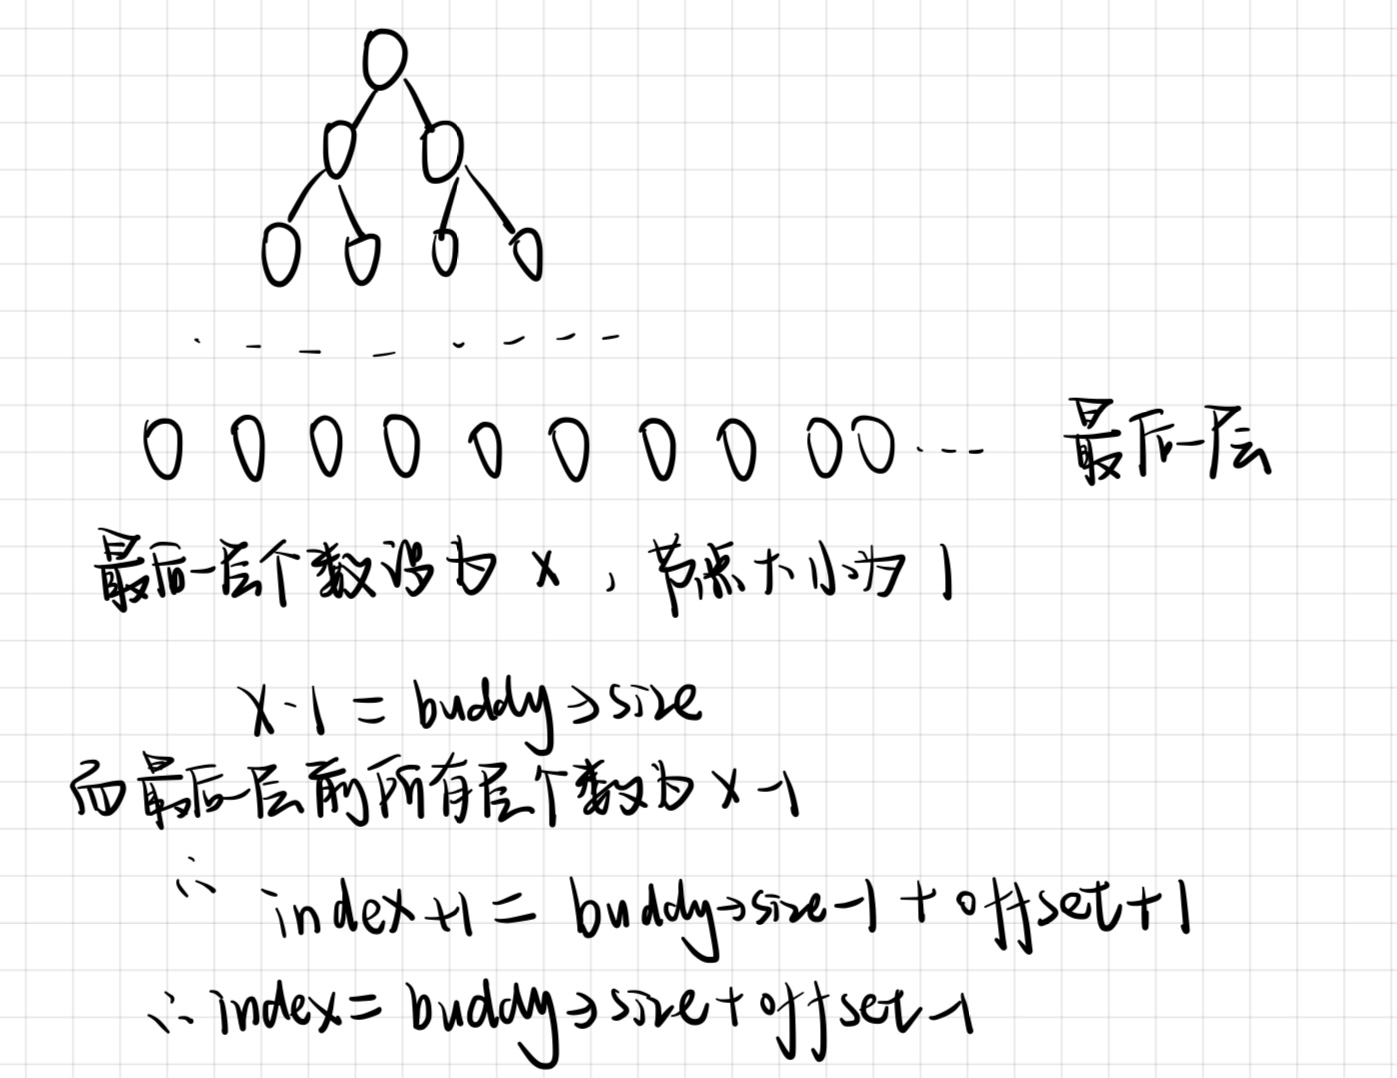 最后一层
最后一层个数设为 x，节点大小为 1
x·1 = buddy→size
而最后一层前所有层个数为 x-1
∴ index+1 = buddy→size-1 + offset+1
∴ index = buddy→size + offset-1